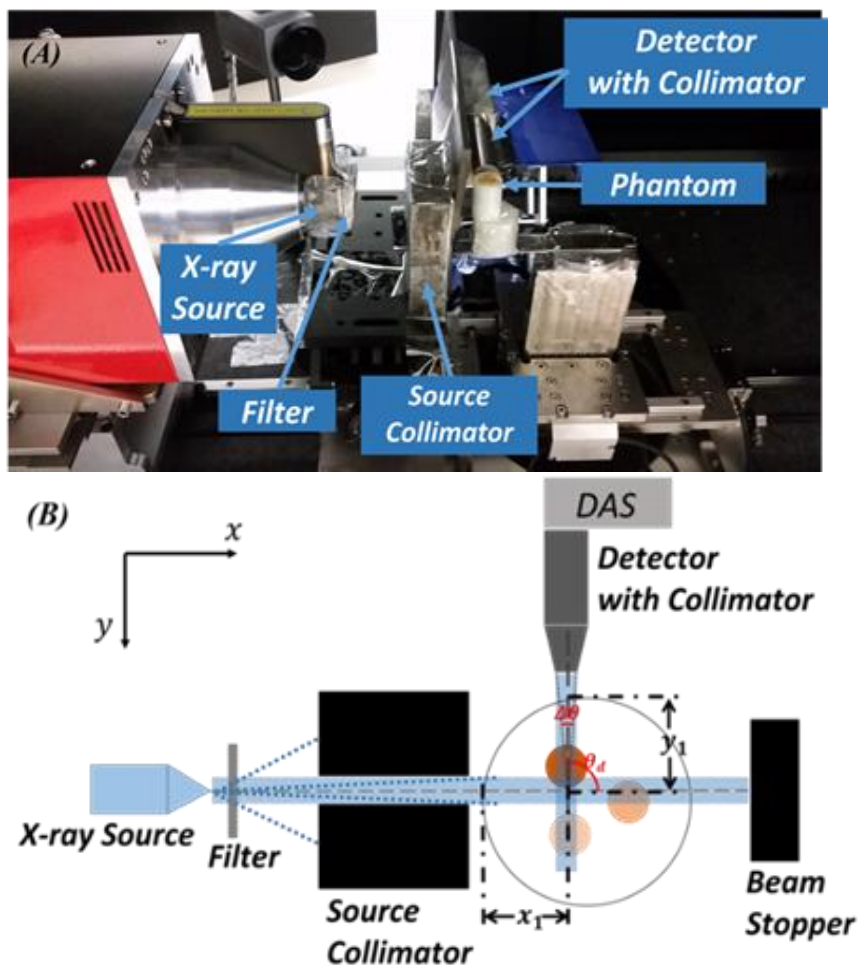 (A)
Detector
with Collimator
Phantom
X-ray
Source
Filter
Source
Collimator
(B)
x
y
DAS
Detector
with Collimator
Δθ
y₁
θ_d
X-ray Source
Filter
Source
Collimator
x₁
Beam
Stopper